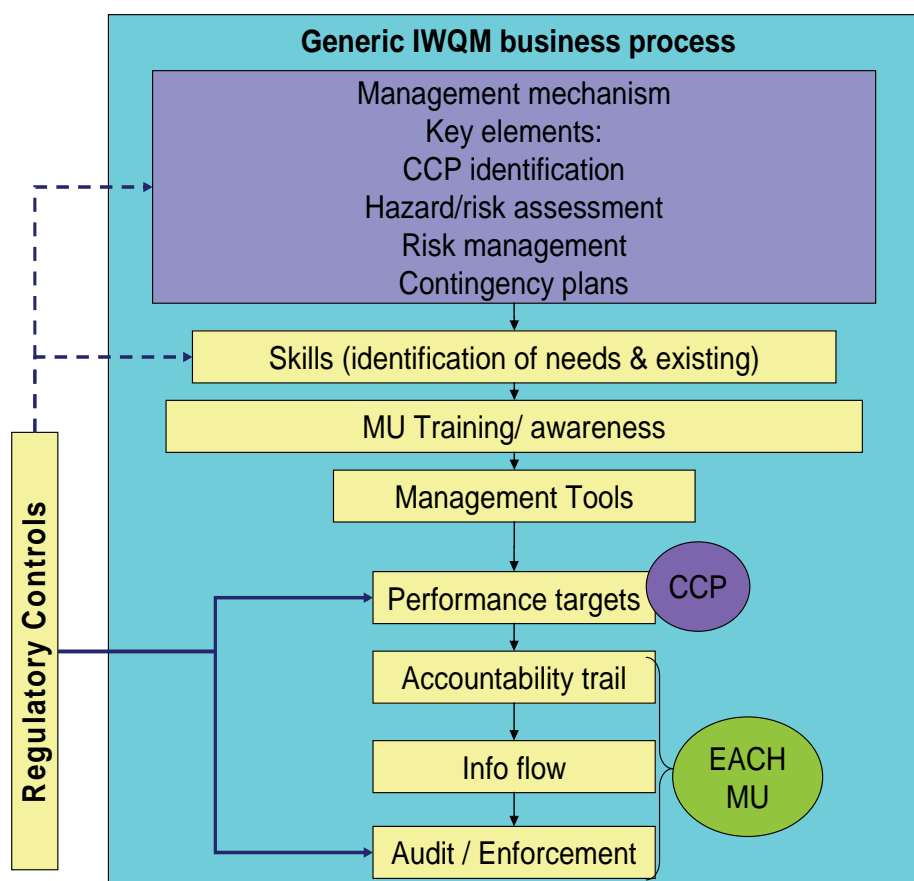 Generic IWQM business process
Management mechanism
Key elements:
CCP identification
Hazard/risk assessment
Risk management
Contingency plans
Skills (identification of needs & existing)
MU Training/ awareness
Management Tools
Performance targets
CCP
Accountability trail
Info flow
EACH
MU
Audit / Enforcement
Regulatory Controls